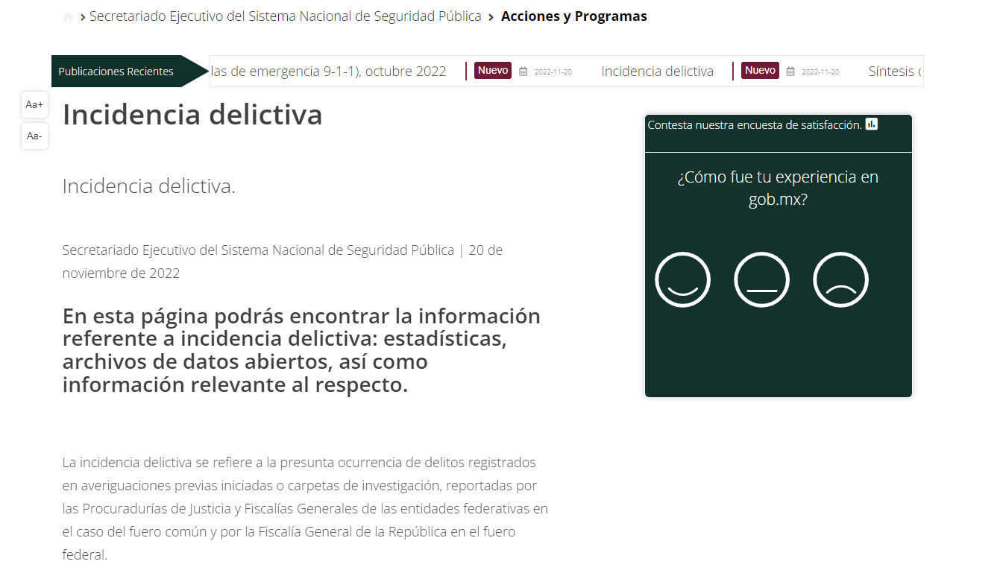 Secretariado Ejecutivo del Sistema Nacional de Seguridad Pública
Acciones y Programas
Publicaciones Recientes
las de emergencia 9-1-1), octubre 2022
Nuevo
2022-11-20
Incidencia delictiva
Nuevo
2022-11-20
Síntesis
Aa+
Aa-
Incidencia delictiva
Incidencia delictiva.
Secretariado Ejecutivo del Sistema Nacional de Seguridad Pública | 20 de
noviembre de 2022
En esta página podrás encontrar la información
referente a incidencia delictiva: estadísticas,
archivos de datos abiertos, así como
información relevante al respecto.
La incidencia delictiva se refiere a la presunta ocurrencia de delitos registrados
en averiguaciones previas iniciadas o carpetas de investigación, reportadas por
las Procuradurías de Justicia y Fiscalías Generales de las entidades federativas en
el caso del fuero común y por la Fiscalía General de la República en el fuero
federal.
Contesta nuestra encuesta de satisfacción.
¿Cómo fue tu experiencia en
gob.mx?